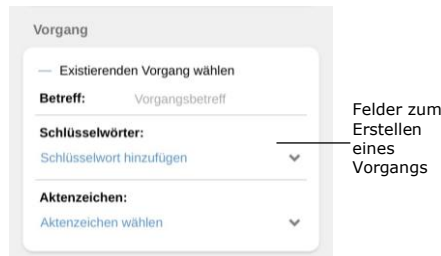 Vorgang
Existierenden Vorgang wählen
Betreff: Vorgangsbetreff
Schlüsselwörter:
Schlüsselwort hinzufügen
Aktenzeichen:
Aktenzeichen wählen
Felder zum
Erstellen
eines
Vorgangs